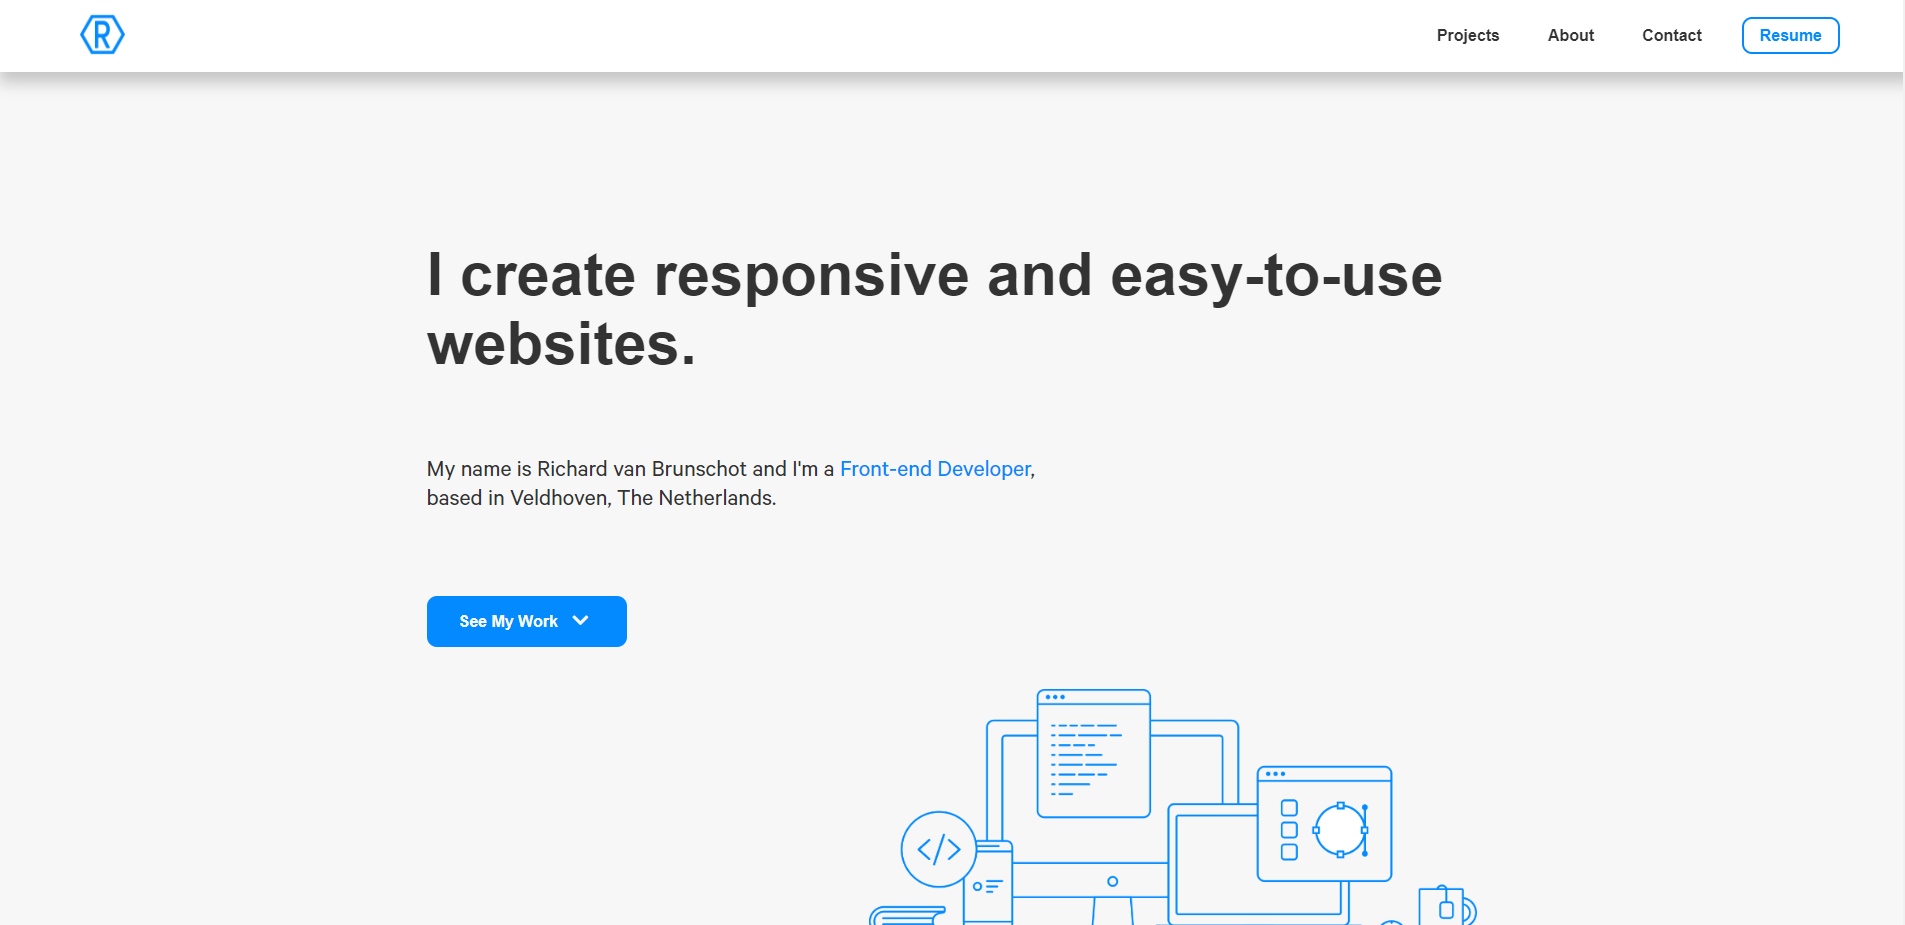 R
Projects
About
Contact
Resume
I create responsive and easy-to-use
websites.
My name is Richard van Brunschot and I'm a Front-end Developer,
based in Veldhoven, The Netherlands.
See My Work
</>